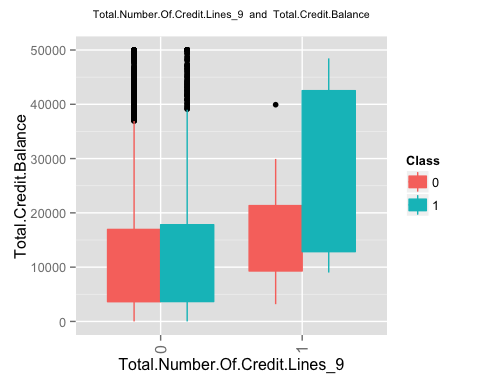 Total.Number.Of.Credit.Lines_9 and Total.Credit.Balance
50000
40000
30000
20000
10000
0
Total.Credit.Balance
0
1
Total.Number.Of.Credit.Lines_9
Class
0
1